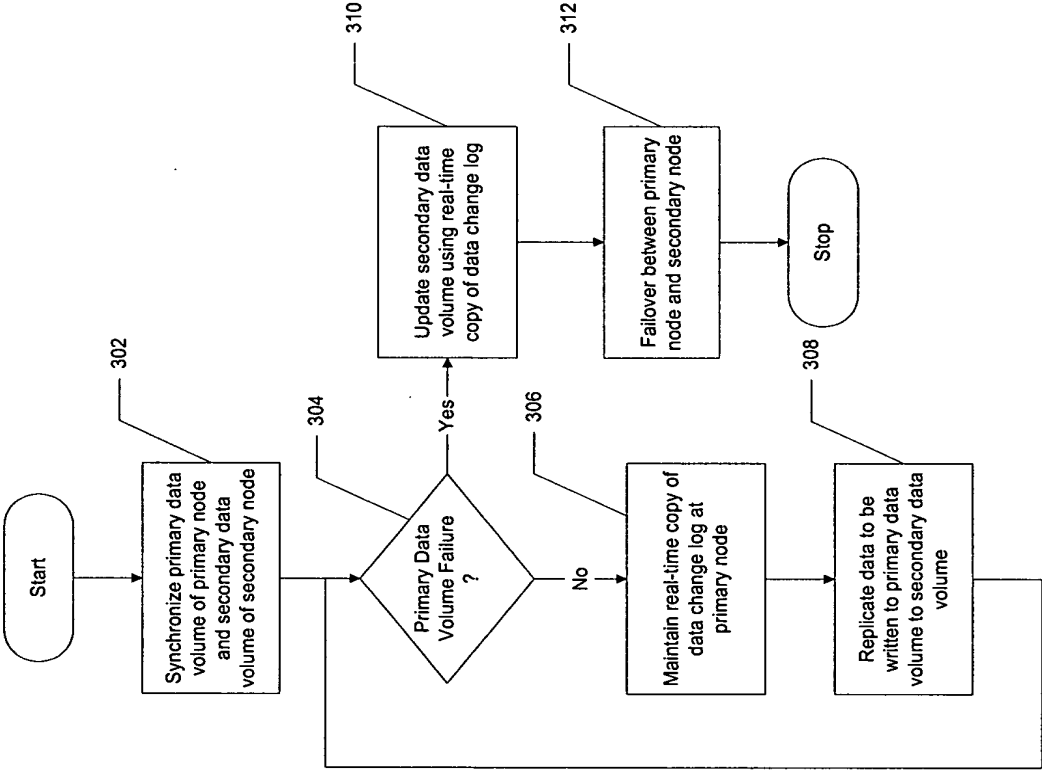 Start
302
Synchronize primary data
volume of primary node
and secondary data
volume of secondary node
304
Primary Data
Volume Failure
?
Yes
No
306
Maintain real-time copy of
data change log at
primary node
308
Replicate data to be
written to primary data
volume to secondary data
volume
310
Update secondary data
volume using real-time
copy of data change log
312
Failover between primary
node and secondary node
Stop